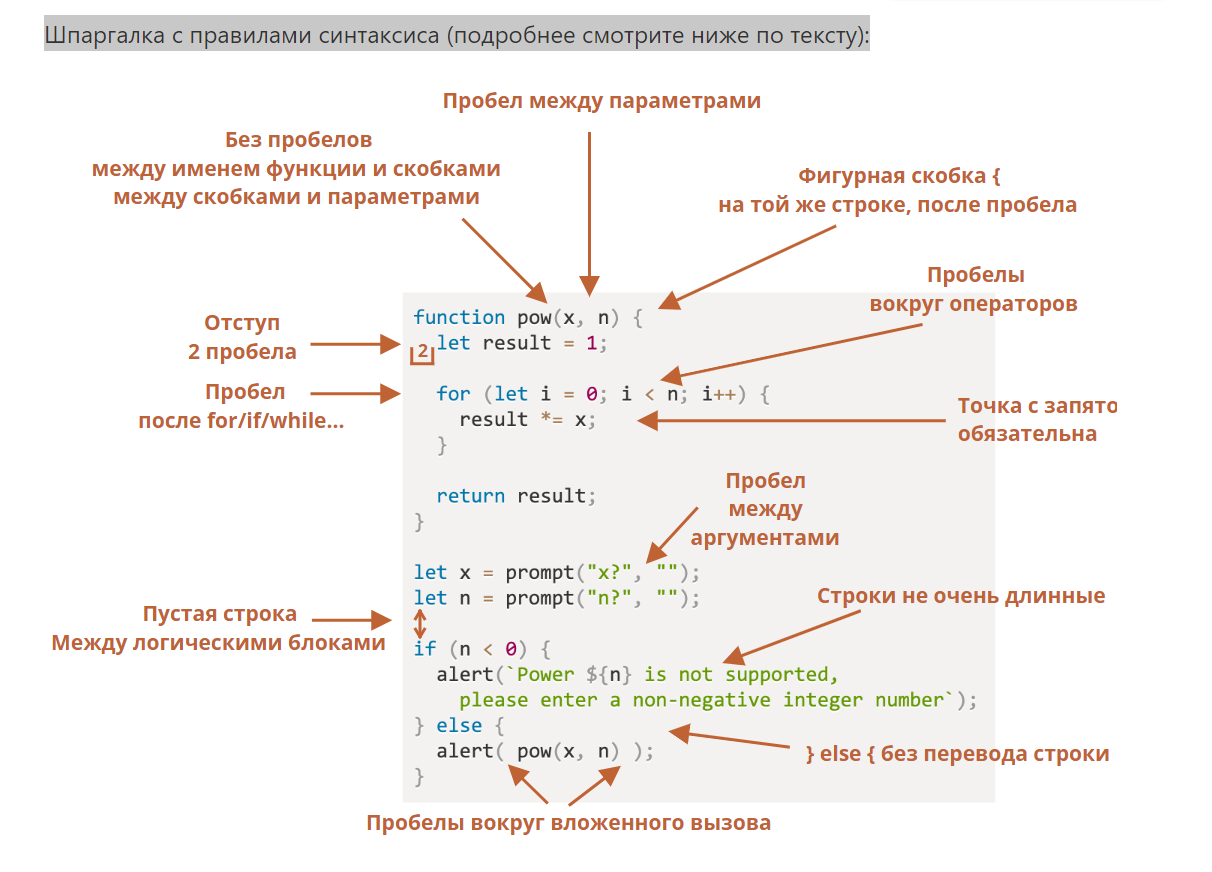 Шпаргалка с правилами синтаксиса (подробнее смотрите ниже по тексту):
Пробел между параметрами
Без пробелов
между именем функции и скобками
между скобками и параметрами
Фигурная скобка {
на той же строке, после пробела
Пробелы
вокруг операторов
Отступ
2 пробела
Пробел
после for/if/while...
Точка с запято
обязательна
function pow(x, n) {
2
let result = 1;
for (let i = 0; i < n; i++) {
result *= x;
}
return result;
}
Пробел
между
аргументами
let x = prompt("x?", "");
let n = prompt("n?", "");
Строки не очень длинные
Пустая строка
Между логическими блоками
if (n < 0) {
alert(`Power ${n} is not supported,
please enter a non-negative integer number`);
} else {
alert( pow(x, n) );
}
} else { без перевода строки
Пробелы вокруг вложенного вызова